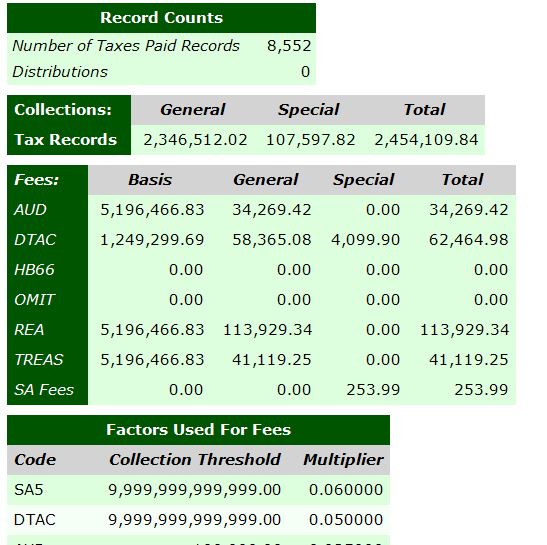 Record Counts
Number of Taxes Paid Records 8,552
Distributions 0
Collections: General Special Total
Tax Records 2,346,512.02 107,597.82 2,454,109.84
Fees: Basis General Special Total
AUD 5,196,466.83 34,269.42 0.00 34,269.42
DTAC 1,249,299.69 58,365.08 4,099.90 62,464.98
HB66 0.00 0.00 0.00 0.00
OMIT 0.00 0.00 0.00 0.00
REA 5,196,466.83 113,929.34 0.00 113,929.34
TREAS 5,196,466.83 41,119.25 0.00 41,119.25
SA Fees 0.00 0.00 253.99 253.99
Factors Used For Fees
Code Collection Threshold Multiplier
SA5 9,999,999,999,999.00 0.060000
DTAC 9,999,999,999,999.00 0.050000